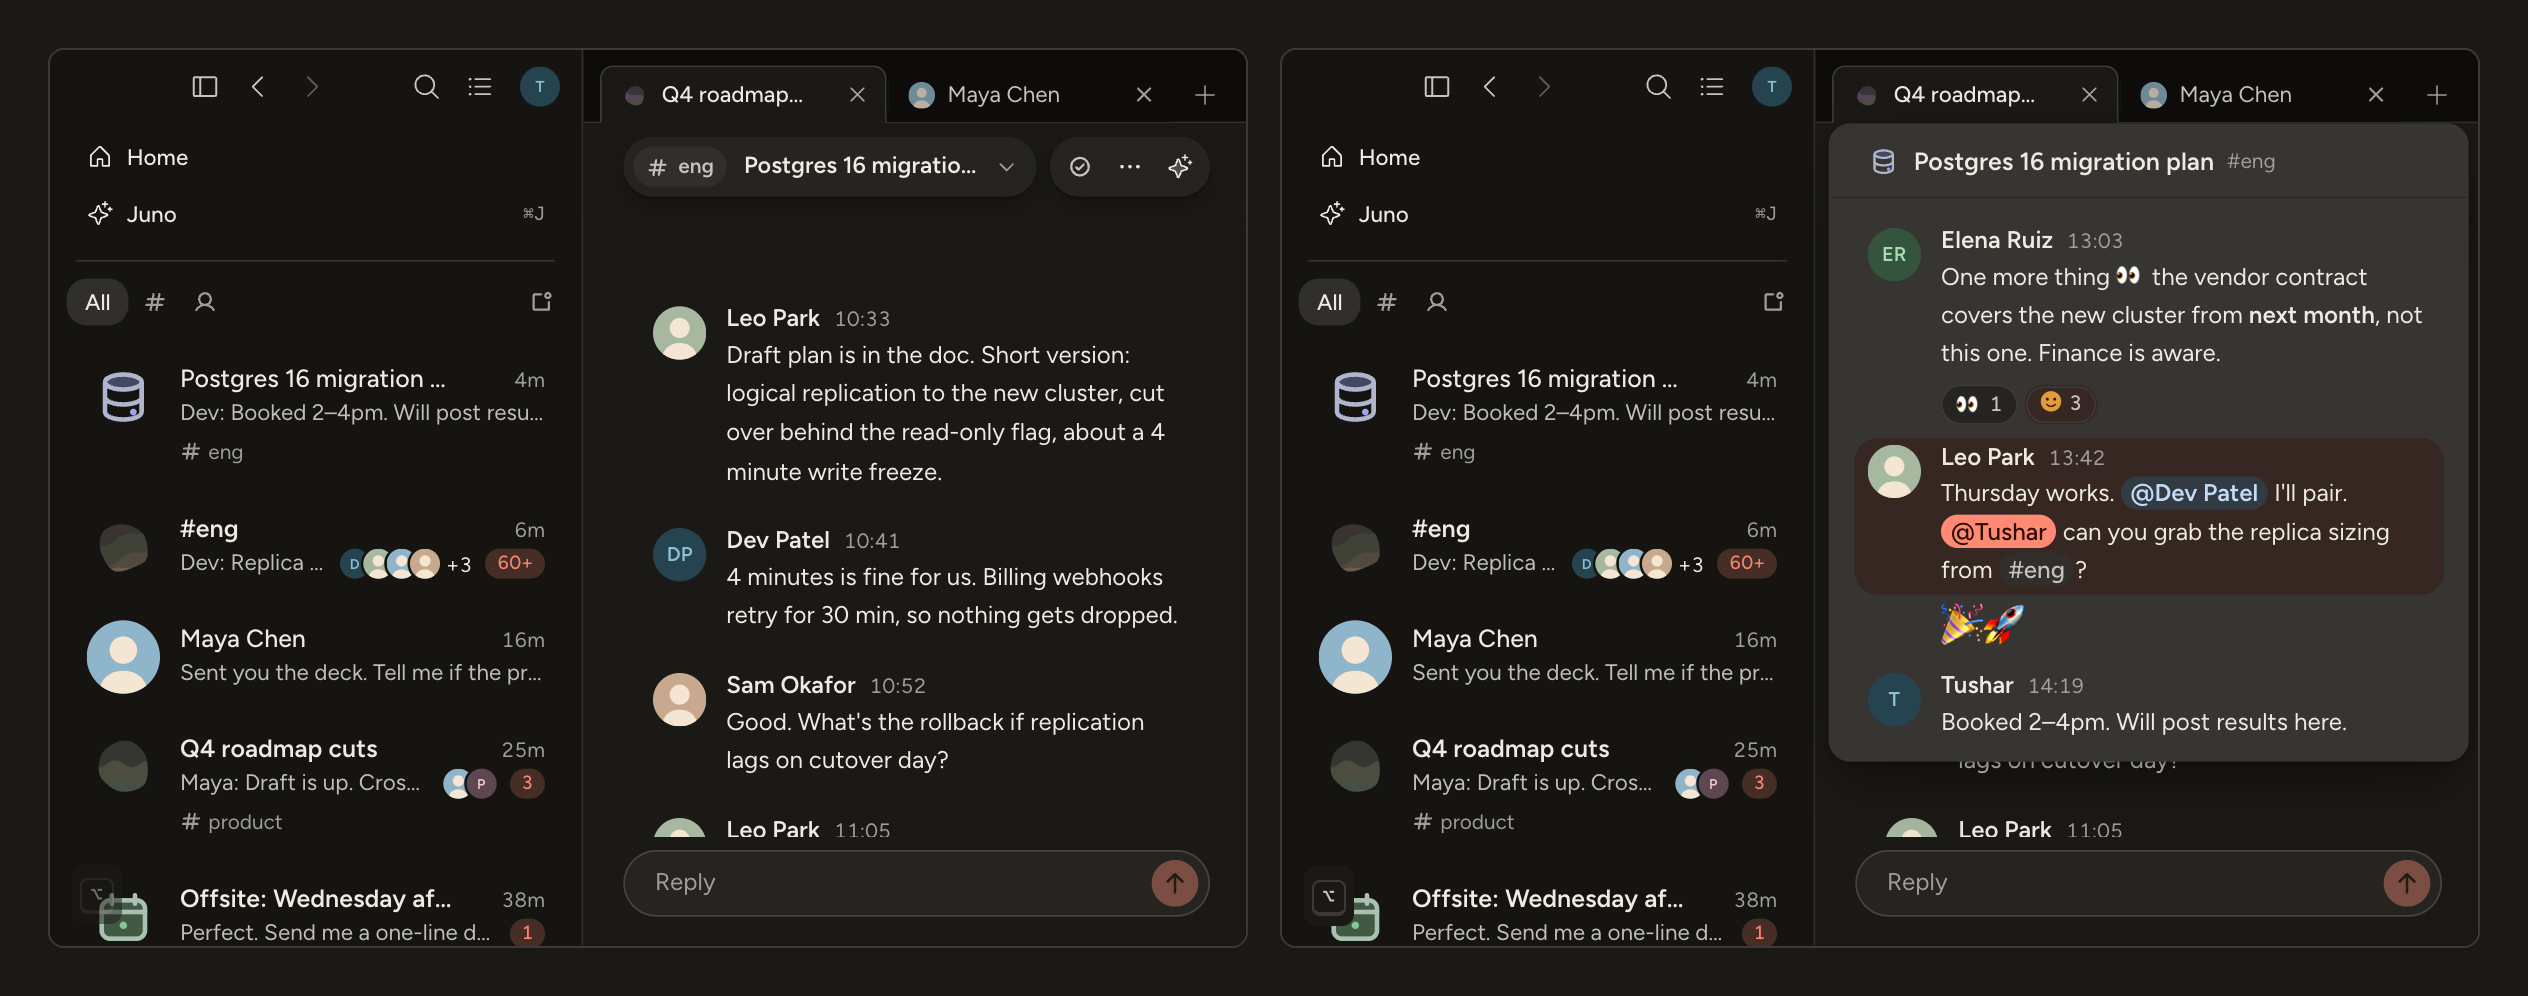 T
Home
Juno
⌘J
All
Postgres 16 migration ...
4m
Dev: Booked 2–4pm. Will post resu...
# eng
#eng
6m
Dev: Replica ...
D
+3
60+
Maya Chen
16m
Sent you the deck. Tell me if the pr...
Q4 roadmap cuts
25m
Maya: Draft is up. Cros...
P
3
# product
⌥
Offsite: Wednesday af...
38m
Perfect. Send me a one-line d...
1
Q4 roadmap...
Maya Chen
# eng
Postgres 16 migratio...
Leo Park 10:33
Draft plan is in the doc. Short version:
logical replication to the new cluster, cut
over behind the read-only flag, about a 4
minute write freeze.
DP
Dev Patel 10:41
4 minutes is fine for us. Billing webhooks
retry for 30 min, so nothing gets dropped.
Sam Okafor 10:52
Good. What's the rollback if replication
lags on cutover day?
Leo Park 11:05
Reply
T
Home
Juno
⌘J
All
Postgres 16 migration ...
4m
Dev: Booked 2–4pm. Will post resu...
# eng
#eng
6m
Dev: Replica ...
D
+3
60+
Maya Chen
16m
Sent you the deck. Tell me if the pr...
Q4 roadmap cuts
25m
Maya: Draft is up. Cros...
P
3
# product
⌥
Offsite: Wednesday af...
38m
Perfect. Send me a one-line d...
1
Q4 roadmap...
Maya Chen
Postgres 16 migration plan #eng
ER
Elena Ruiz 13:03
One more thing 👀 the vendor contract
covers the new cluster from next month, not
this one. Finance is aware.
👀 1
🙂 3
Leo Park 13:42
Thursday works. @Dev Patel I'll pair.
@Tushar can you grab the replica sizing
from #eng ?
🎉🚀
T
Tushar 14:19
Booked 2–4pm. Will post results here.
lags on cutover day?
Leo Park 11:05
Reply